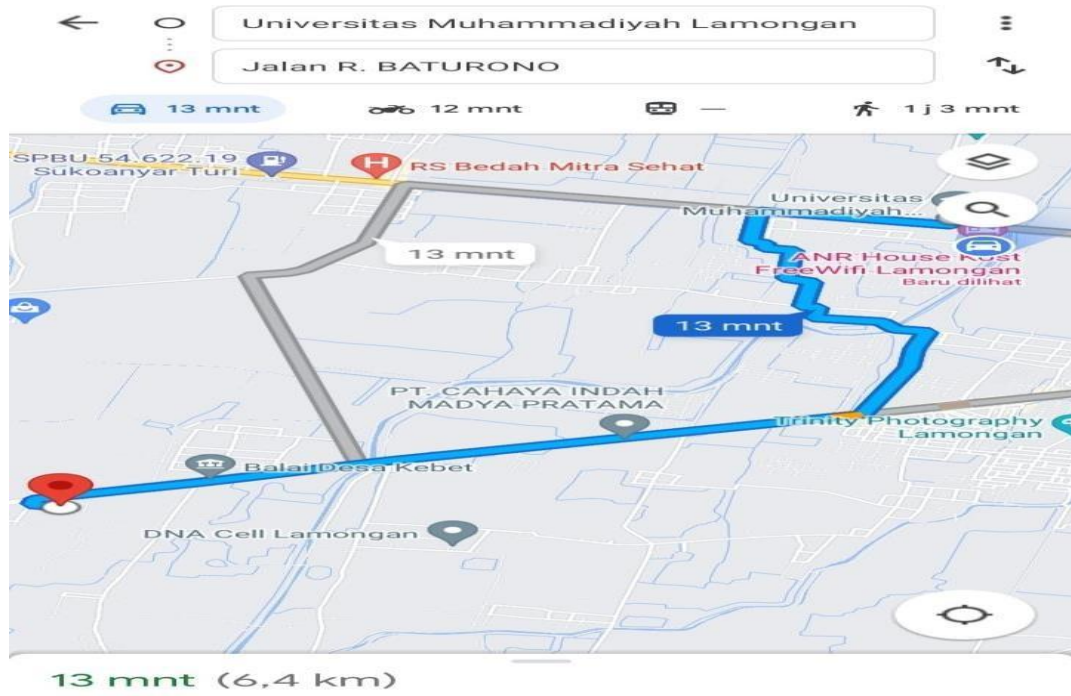 Universitas Muhammadiyah Lamongan
Jalan R. BATURONO
13 mnt
12 mnt
—
1 j 3 mnt
SPBU 54.622.19
Sukoanyar Turi
RS Bedah Mitra Sehat
Universitas
Muhammadiyah...
13 mnt
ANR House Kost
FreeWifi Lamongan
Baru dilihat
13 mnt
PT. CAHAYA INDAH
MADYA PRATAMA
Trinity Photography
Lamongan
Balai Desa Kebet
DNA Cell Lamongan
13 mnt (6,4 km)